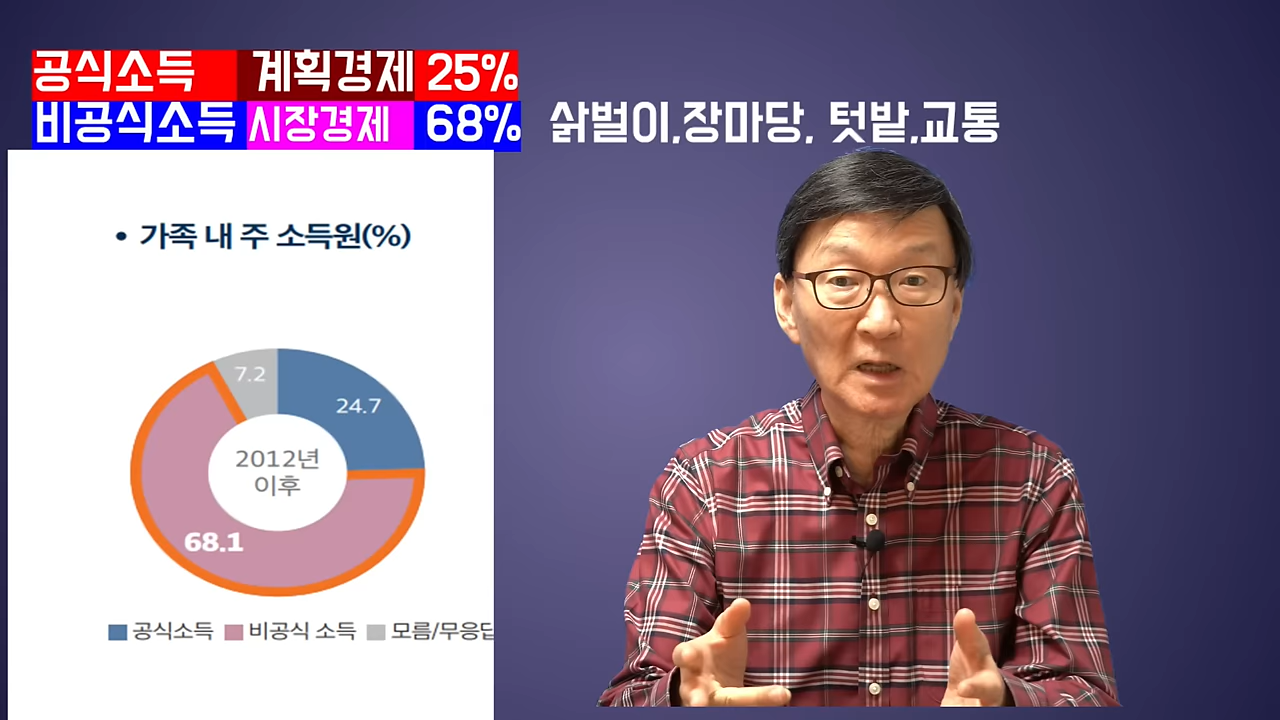 공식소득 계획경제 25%
비공식소득 시장경제 68% 삵벌이,장마당, 텃밭,교통
• 가족 내 주 소득원(%)
7.2
24.7
2012년
이후
68.1
공식소득 비공식 소득 모름/무응답